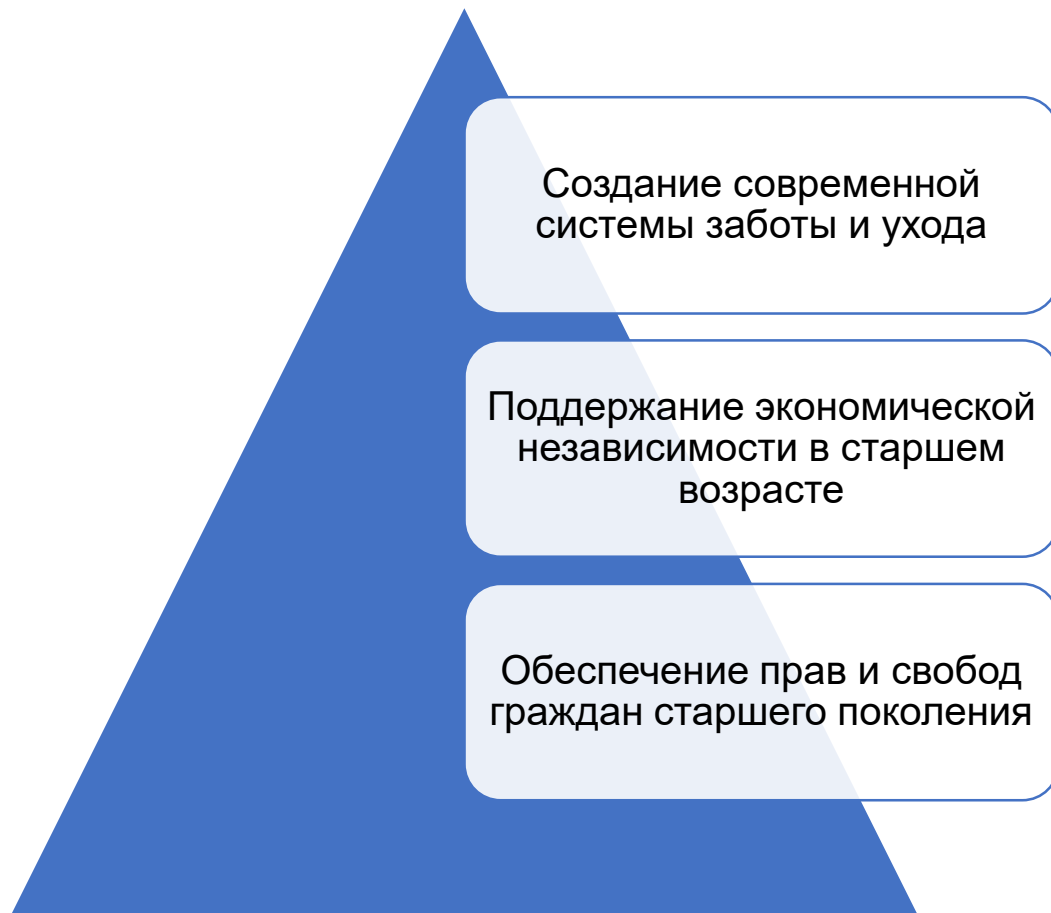 Создание современной
системы заботы и ухода
Поддержание экономической
независимости в старшем
возрасте
Обеспечение прав и свобод
граждан старшего поколения